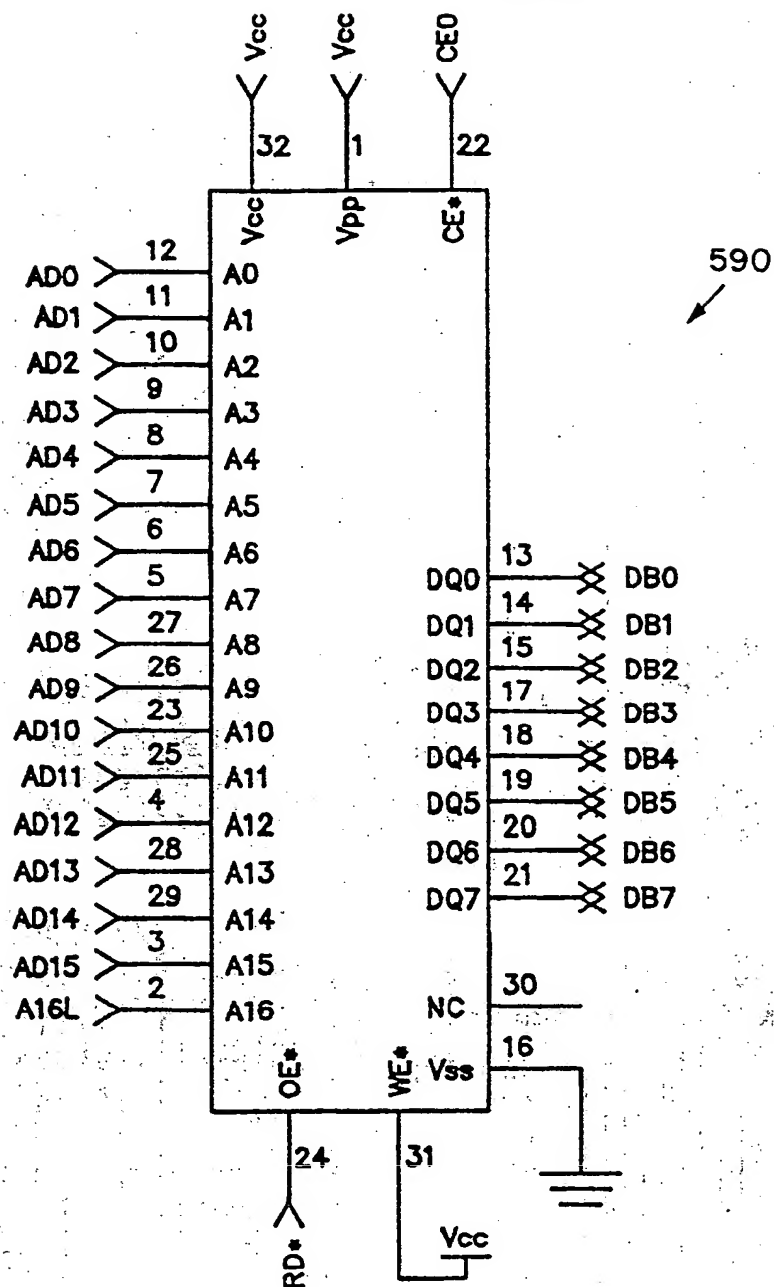 Vcc Vcc CE0
32 1 22
Vcc Vpp CE*
590
AD0 12 A0
AD1 11 A1
AD2 10 A2
AD3 9 A3
AD4 8 A4
AD5 7 A5
AD6 6 A6
AD7 5 A7
DQ0 13 DB0
AD8 27 A8
DQ1 14 DB1
AD9 26 A9
DQ2 15 DB2
AD10 23 A10
DQ3 17 DB3
AD11 25 A11
DQ4 18 DB4
AD12 4 A12
DQ5 19 DB5
AD13 28 A13
DQ6 20 DB6
AD14 29 A14
DQ7 21 DB7
AD15 3 A15
A16L 2 A16
NC 30
OE* WE* Vss 16
24 31
RD* Vcc